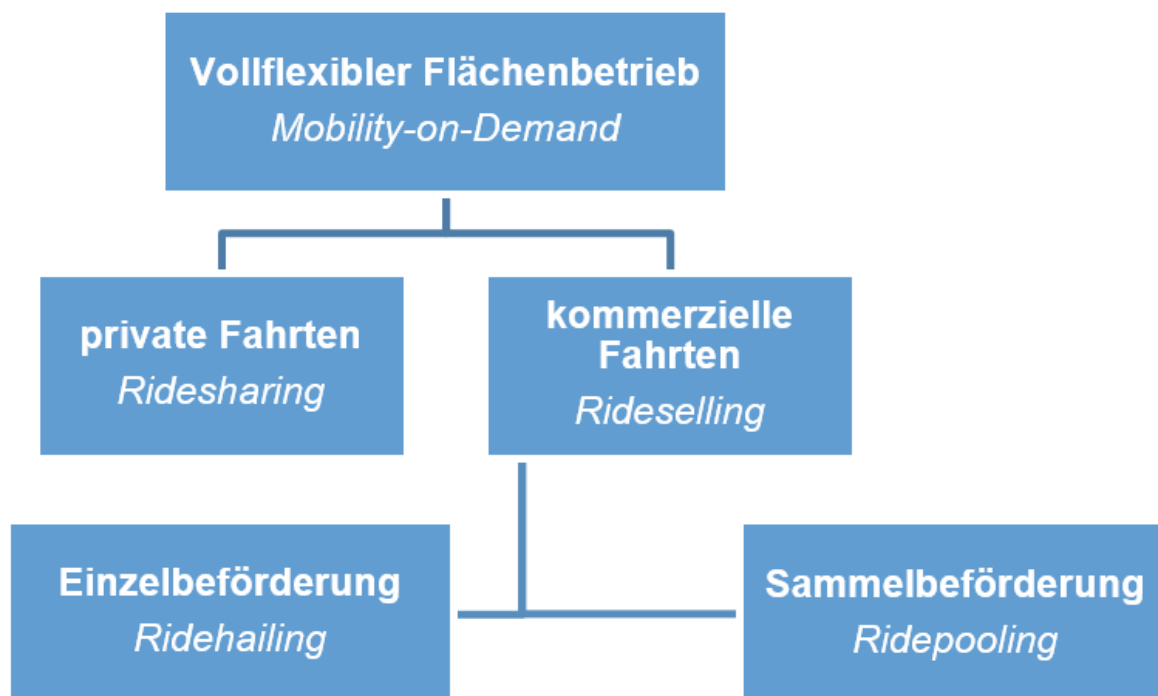 Vollflexibler Flächenbetrieb
Mobility-on-Demand
private Fahrten
Ridesharing
kommerzielle
Fahrten
Rideselling
Einzelbeförderung
Ridehailing
Sammelbeförderung
Ridepooling